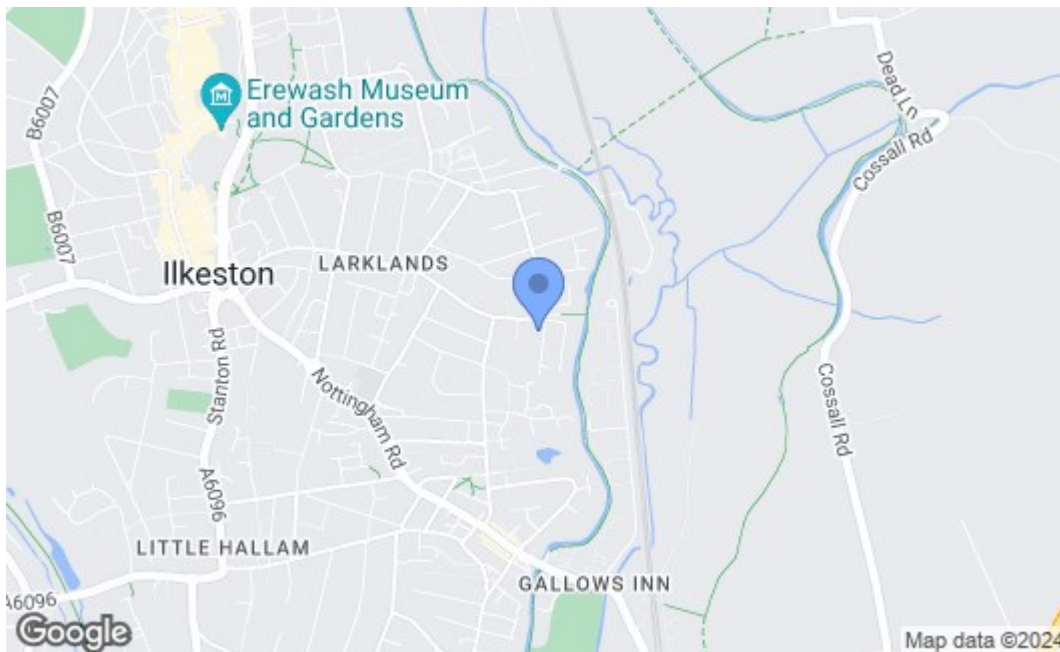 B6007
Erewash Museum
and Gardens
Dead Ln
Cossall Rd
B6007
LARKLANDS
Ilkeston
Stanton Rd
Nottingham Rd
Cossall Rd
A6096
LITTLE HALLAM
GALLOWS INN
A6096
Google
Map data ©2024